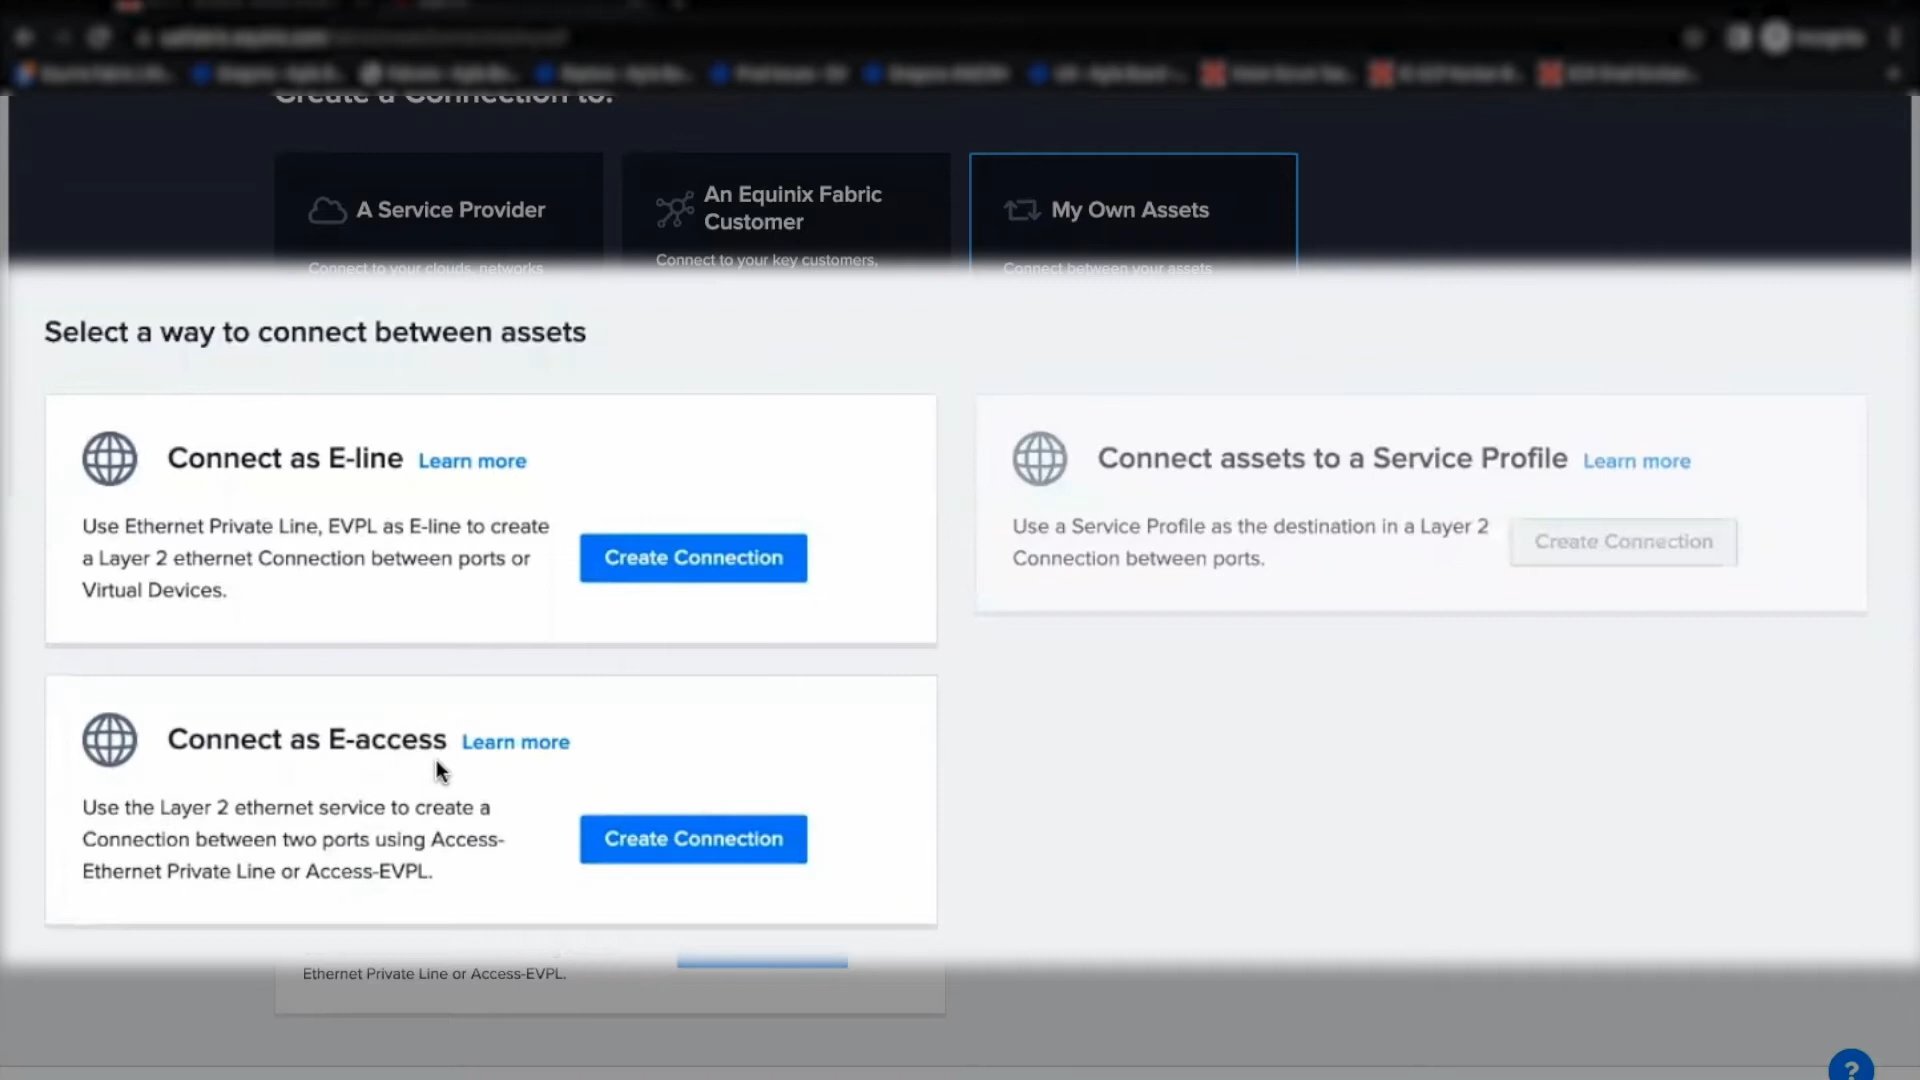 Create a Connection to:
A Service Provider
An Equinix Fabric
Customer
My Own Assets
Connect to your clouds, networks
Connect to your key customers,
Connect between your assets
Select a way to connect between assets
Connect as E-line Learn more
Use Ethernet Private Line, EVPL as E-line to create
a Layer 2 ethernet Connection between ports or
Virtual Devices.
Create Connection
Connect assets to a Service Profile Learn more
Use a Service Profile as the destination in a Layer 2
Connection between ports.
Create Connection
Connect as E-access Learn more
Use the Layer 2 ethernet service to create a
Connection between two ports using Access-
Ethernet Private Line or Access-EVPL.
Create Connection
Ethernet Private Line or Access-EVPL.
?